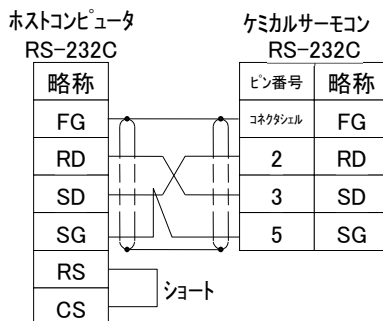 ホストコンピュータ
RS-232C
ケミカルサーモコン
RS-232C
略称
ピン番号 略称
FG
コネクタシェル FG
RD
2 RD
SD
3 SD
SG
5 SG
RS
CS
ショート